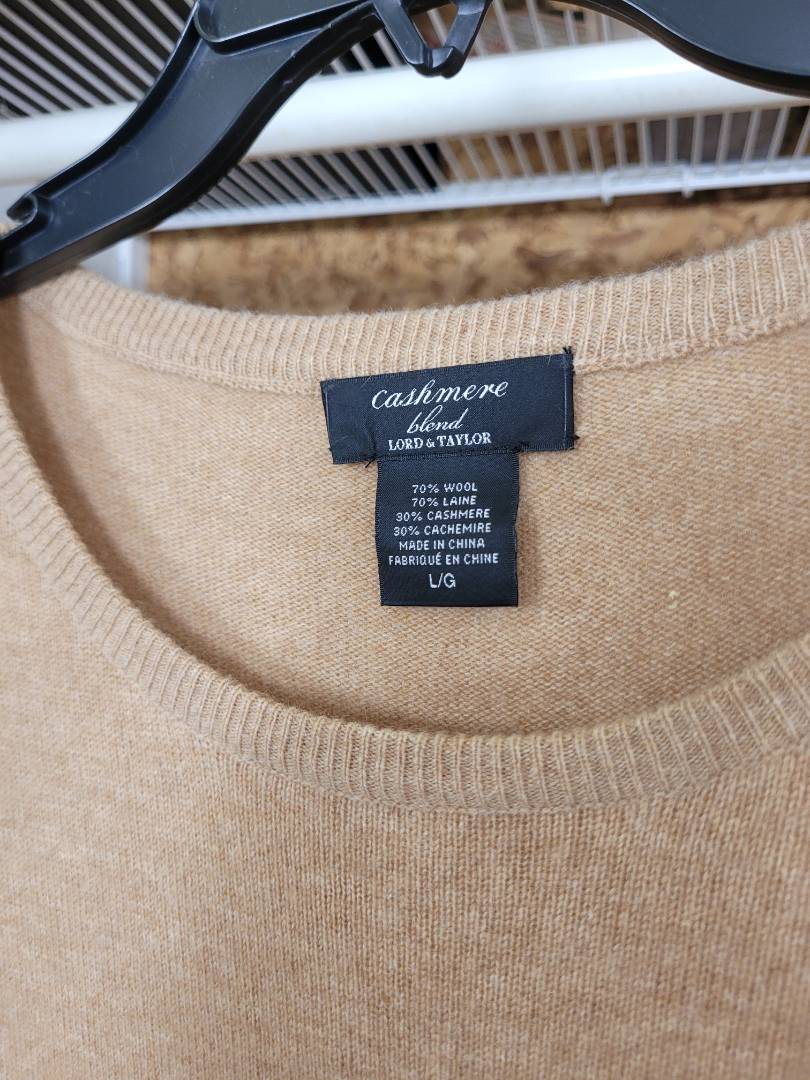 cashmere
blend
LORD & TAYLOR
70% WOOL
70% LAINE
30% CASHMERE
30% CACHEMIRE
MADE IN CHINA
FABRIQUÉ EN CHINE
L/G